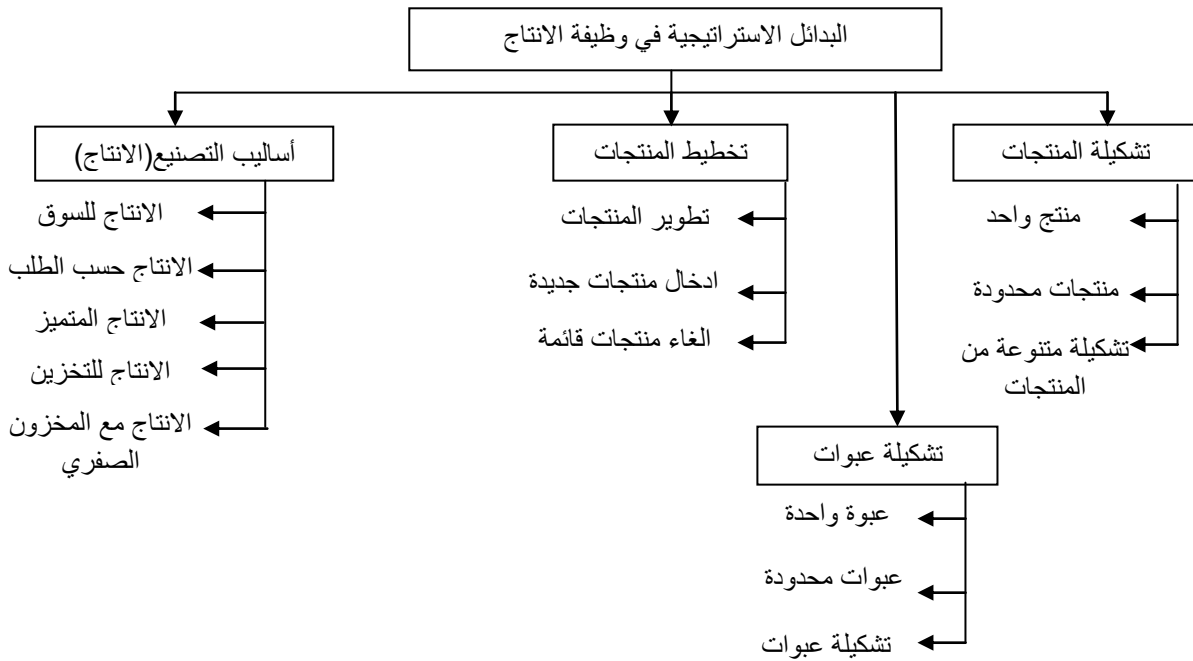 البدائل الاستراتيجية في وظيفة الانتاج
تشكيلة المنتجات
منتج واحد
منتجات محدودة
تشكيلة متنوعة من
المنتجات
تشكيلة عبوات
عبوة واحدة
عبوات محدودة
تشكيلة عبوات
تخطيط المنتجات
تطوير المنتجات
ادخال منتجات جديدة
الغاء منتجات قائمة
أساليب التصنيع(الانتاج)
الانتاج للسوق
الانتاج حسب الطلب
الانتاج المتميز
الانتاج للتخزين
الانتاج مع المخزون
الصفري